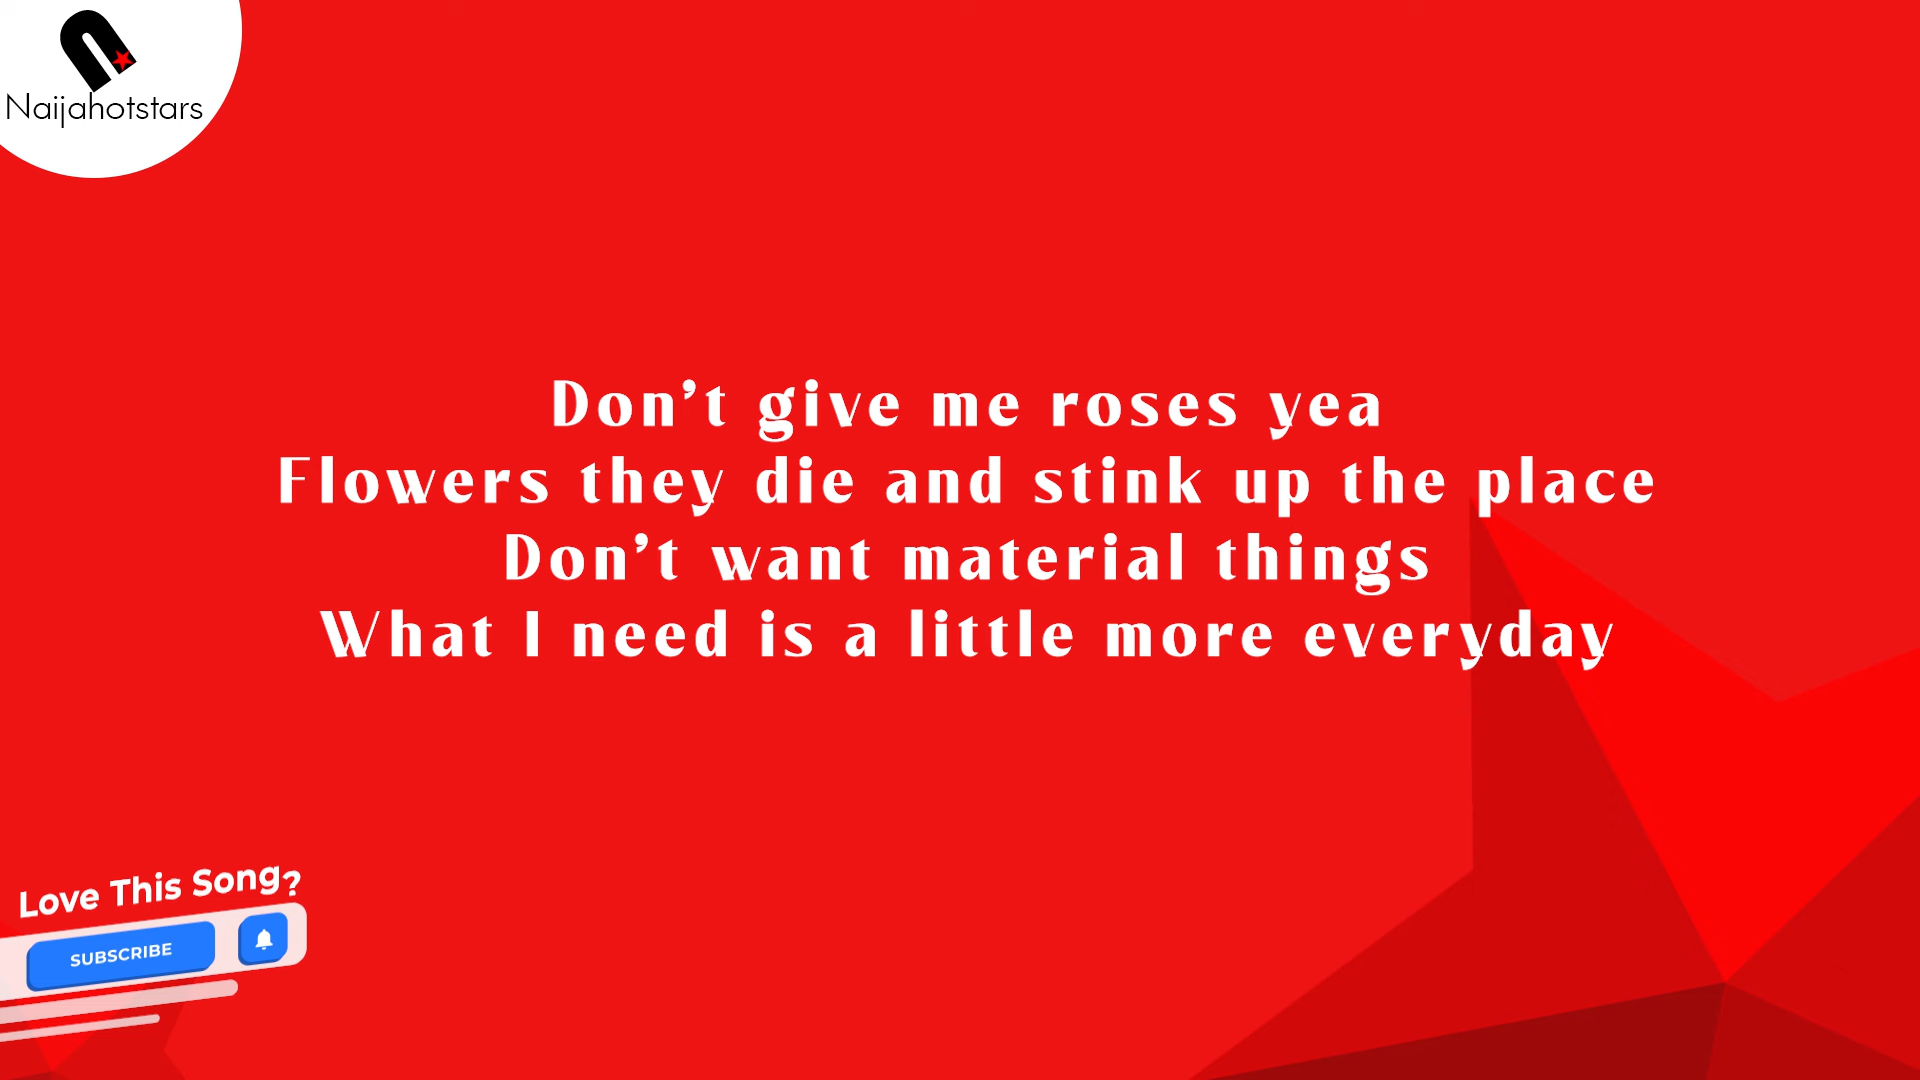 Naijahotstars
Don’t give me roses yea
Flowers they die and stink up the place
Don’t want material things
What I need is a little more everyday
Love This Song?
SUBSCRIBE